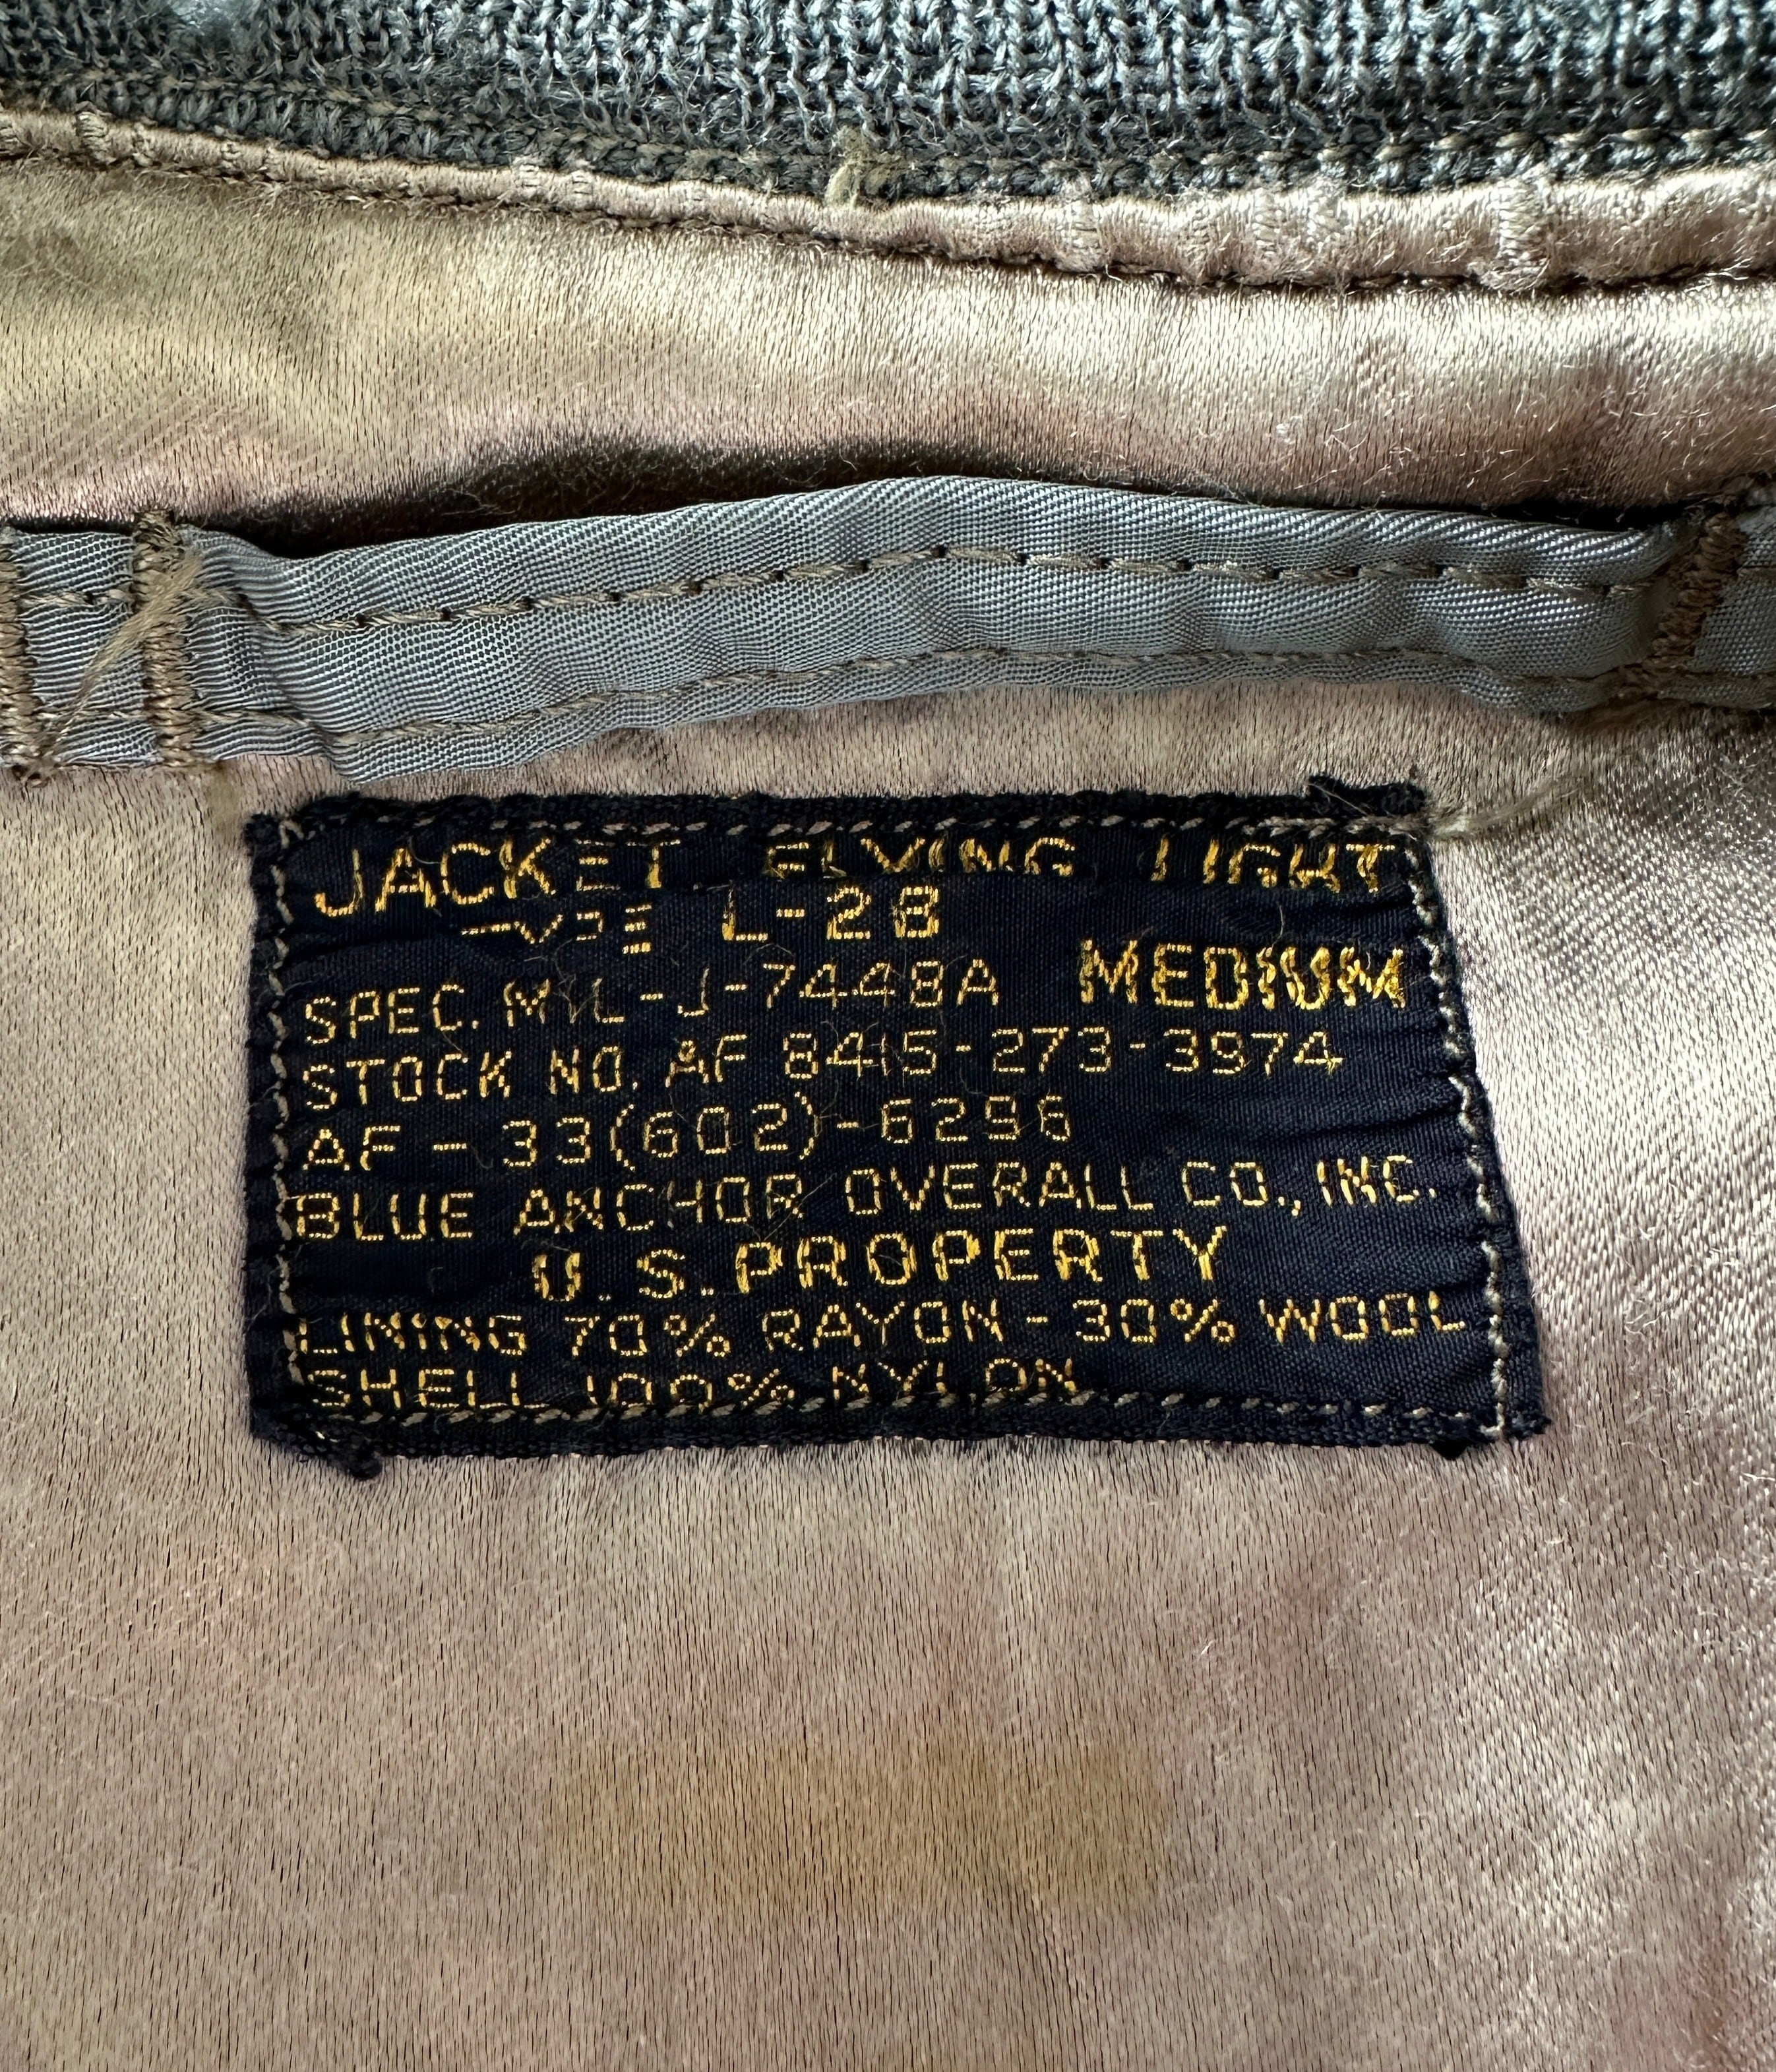 JACKET FLYING LIGHT
TYPE L-2B
SPEC. MIL-J-7448A MEDIUM
STOCK NO. AF 8415-273-3974
AF-33(602)-6296
BLUE ANCHOR OVERALL CO., INC.
U.S. PROPERTY
LINING 70% RAYON-30% WOOL
SHELL 100% NYLON